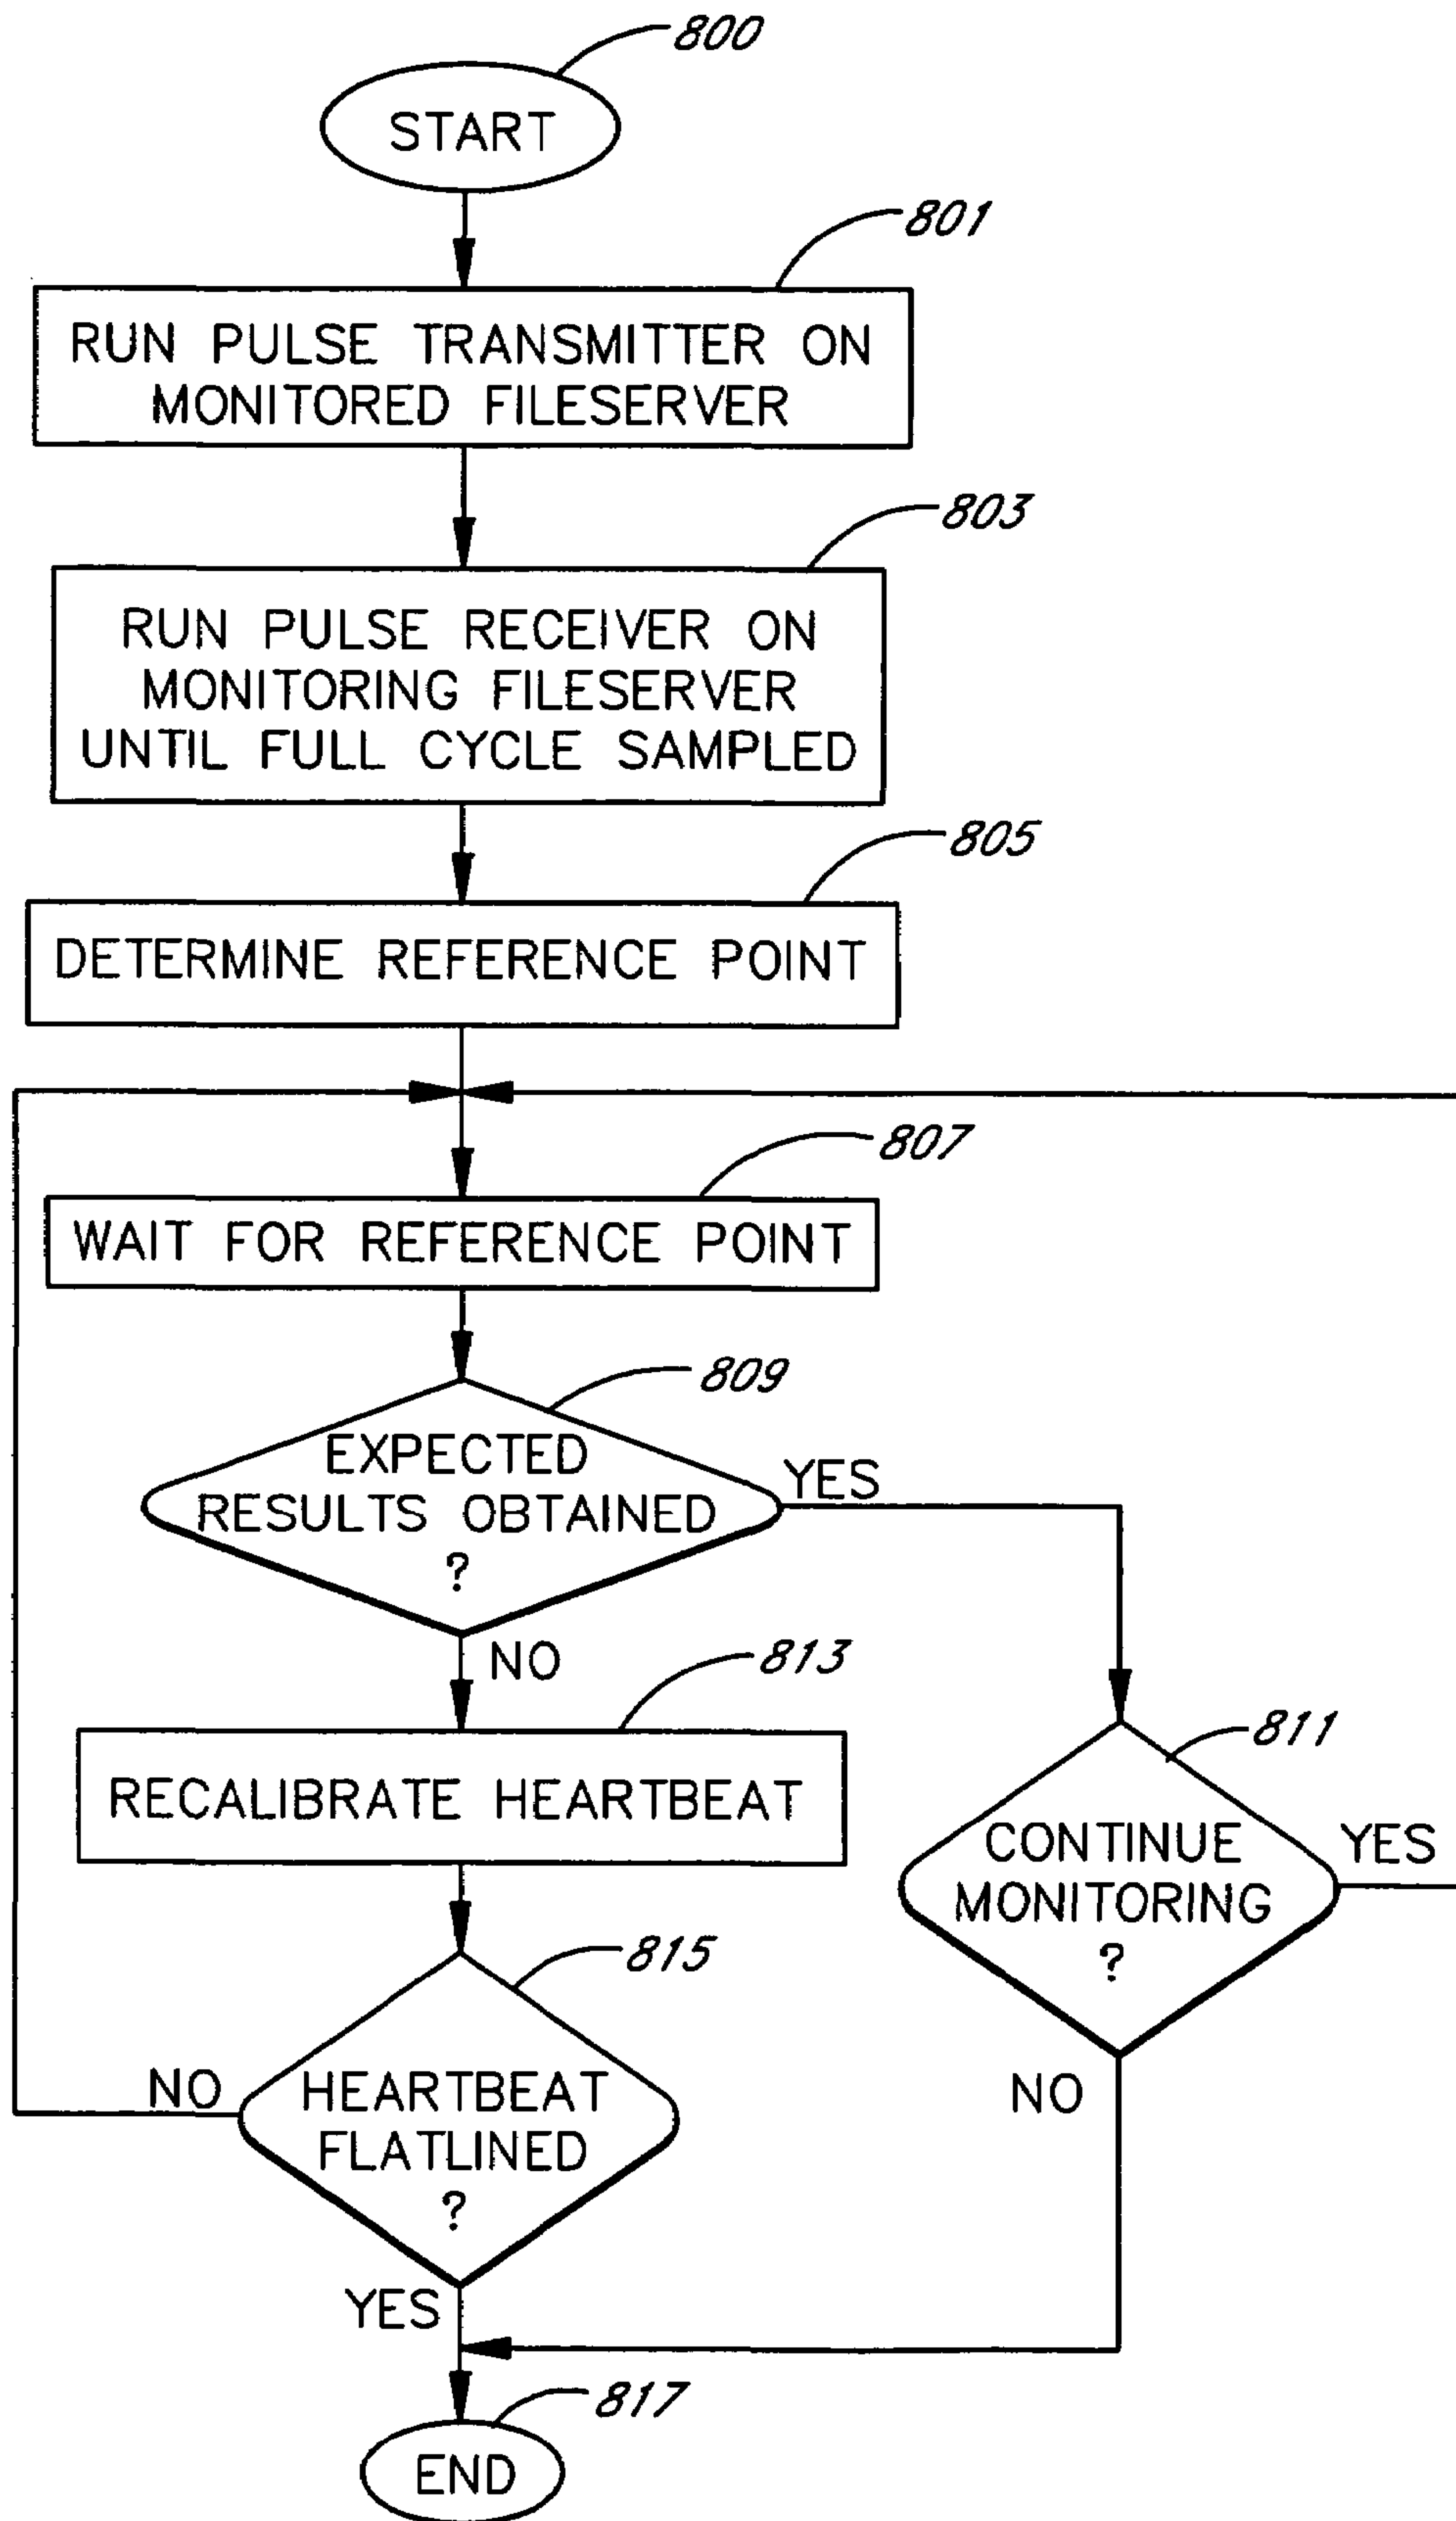 800
START
801
RUN PULSE TRANSMITTER ON
MONITORED FILESERVER
803
RUN PULSE RECEIVER ON
MONITORING FILESERVER
UNTIL FULL CYCLE SAMPLED
805
DETERMINE REFERENCE POINT
807
WAIT FOR REFERENCE POINT
809
EXPECTED
RESULTS OBTAINED
?
YES
NO
813
RECALIBRATE HEARTBEAT
811
CONTINUE
MONITORING
?
YES
NO
815
HEARTBEAT
FLATLINED
?
NO
YES
817
END